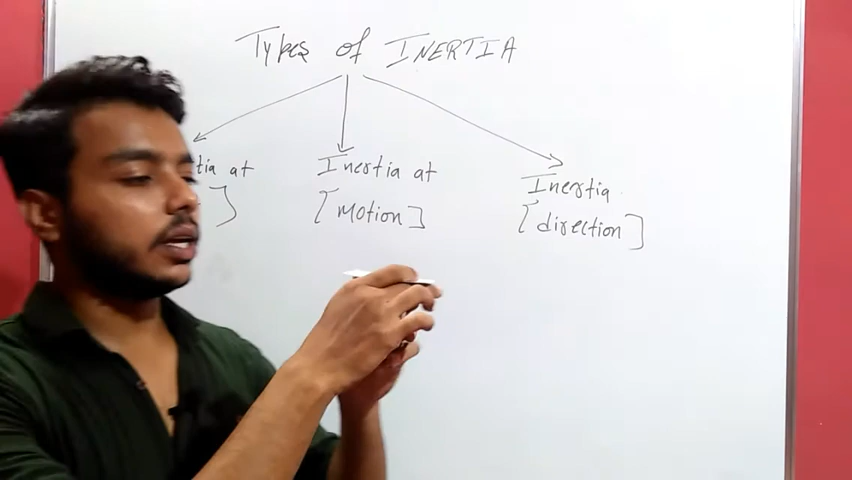 Types of INERTIA
tia at
]
Inertia at
[motion]
Inertia
[direction]